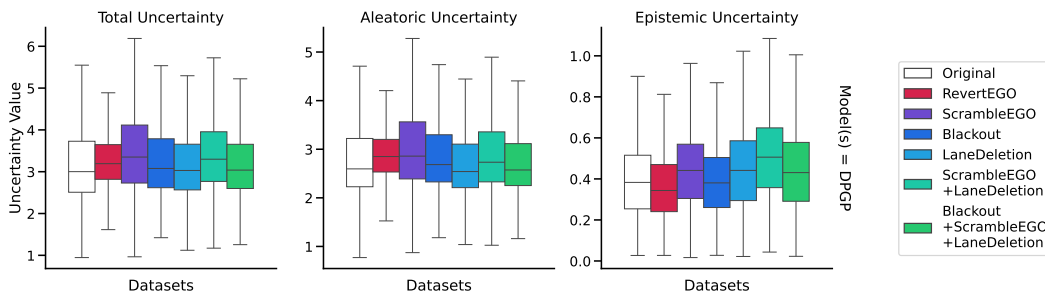 Total Uncertainty
Aleatoric Uncertainty
Epistemic Uncertainty
Uncertainty Value
6
5
4
3
2
1
Datasets
5
4
3
2
1
Datasets
1.0
0.8
0.6
0.4
0.2
0.0
Datasets
Model(s) = DPGP
Original
RevertEGO
ScrambleEGO
Blackout
LaneDeletion
ScrambleEGO
+LaneDeletion
Blackout
+ScrambleEGO
+LaneDeletion